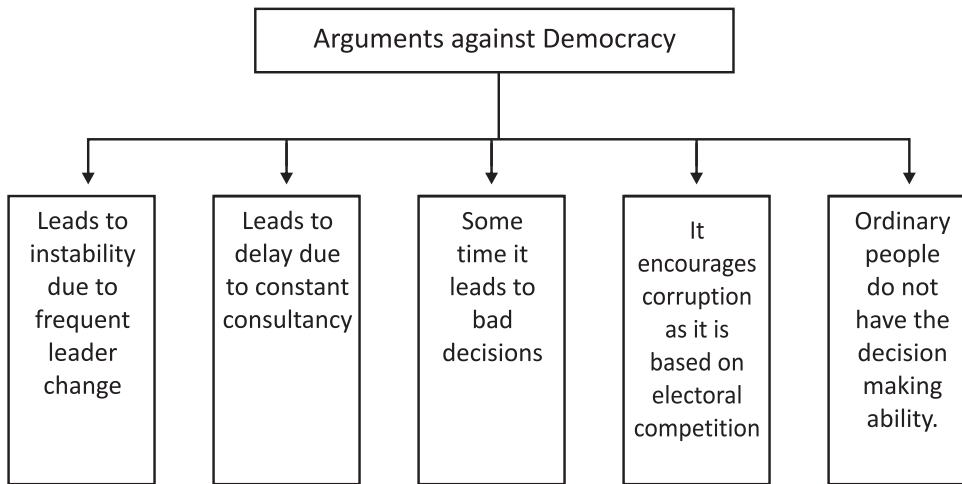 Arguments against Democracy
Leads to
instability
due to
frequent
leader
change
Leads to
delay due
to constant
consultancy
Some
time it
leads to
bad
decisions
It
encourages
corruption
as it is
based on
electoral
competition
Ordinary
people
do not
have the
decision
making
ability.